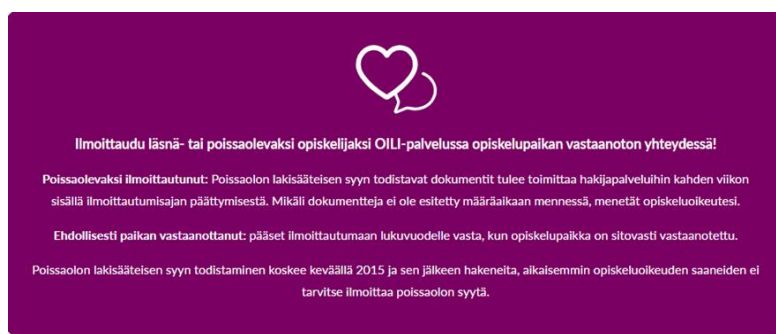 Ilmoittaudu läsnä- tai poissaolevaksi opiskelijaksi OILI-palvelussa opiskelupaikan vastaanoton yhteydessä!
Poissaolevaksi ilmoittautunut: Poissaolon lakisääteisen syyn todistavat dokumentit tulee toimittaa hakijapalveluihin kahden viikon
sisällä ilmoittautumisajan päättymisestä. Mikäli dokumentteja ei ole esitetty määräaikaan mennessä, menetät opiskeluoikeutesi.
Ehdollisesti paikan vastaanottanut: pääset ilmoittautumaan lukuvuodelle vasta, kun opiskelupaikka on sitovasti vastaanotettu.
Poissaolon lakisääteisen syyn todistaminen koskee keväällä 2015 ja sen jälkeen hakeneita, aikaisemmin opiskeluoikeuden saaneiden ei
tarvitse ilmoittaa poissaolon syytä.